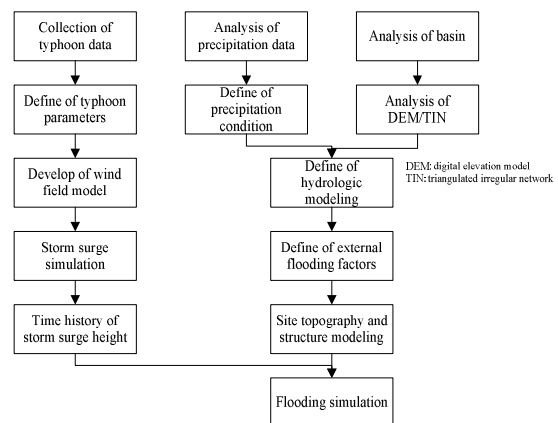 Collection of
typhoon data
Analysis of
precipitation data
Analysis of basin
Define of typhoon
parameters
Define of
precipitation
condition
Analysis of
DEM/TIN
Develop of wind
field model
Define of
hydrologic
modeling
DEM: digital elevation model
TIN: triangulated irregular network
Storm surge
simulation
Define of external
flooding factors
Time history of
storm surge height
Site topography and
structure modeling
Flooding simulation